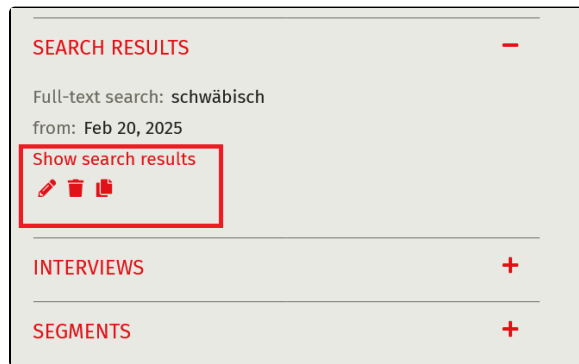 SEARCH RESULTS
Full-text search: schwäbisch
from: Feb 20, 2025
Show search results
INTERVIEWS
SEGMENTS